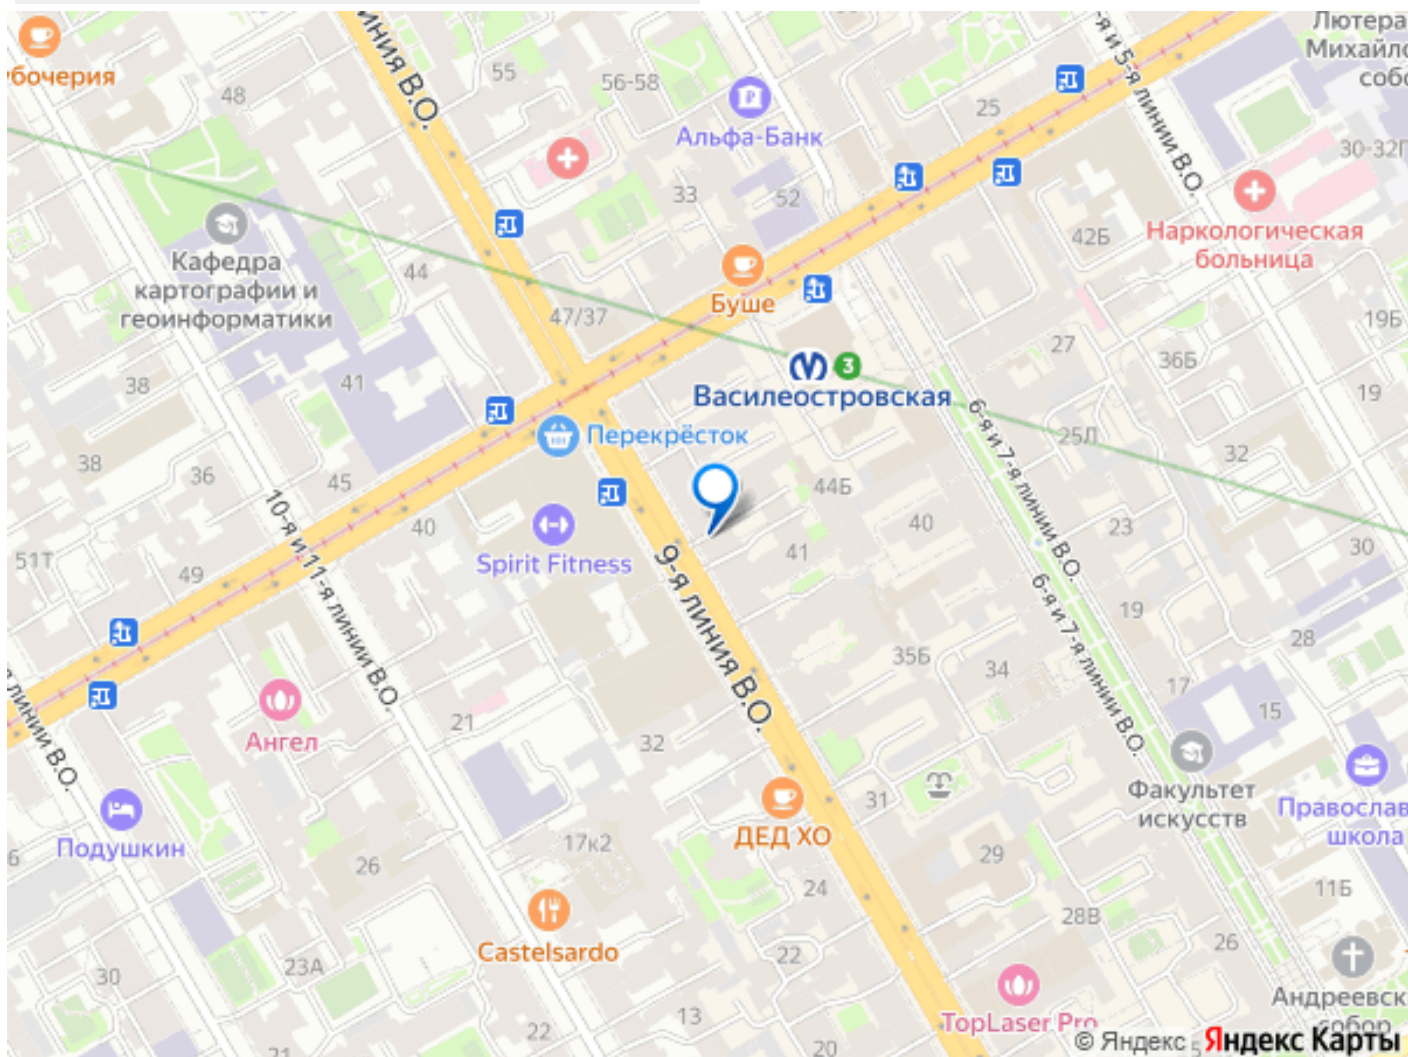 Лютера
Михайло
собо
-я и 5-я линии В.О.
линия В.О.
бочерия
55
56-58
48
25
Альфа-Банк
30-32Г
33
52
42Б
Наркологическая
больница
Кафедра
картографии и
геоинформатики
44
Буше
47/37
19Б
27
36Б
3
Василеостровская
38
41
19
6-я и 7-я линии В.О.
25Л
Перекрёсток
32
38
36
45
44Б
10-я и 11-я линии В.О.
40
40
23
41
30
51Т
49
Spirit Fitness
9-я линия В.О.
6-я и 7-я линии В.О.
19
28
35Б
34
линии В.О.
17
15
21
Ангел
32
Факультет
искусств
Православ
школа
31
ДЕД ХО
Подушкин
17к2
6
26
29
24
11Б
28В
Castelsardo
26
22
23А
30
Андреевск
собор
13
TopLaser Pro
22
20
21
5
© Яндекс Яндекс Карты